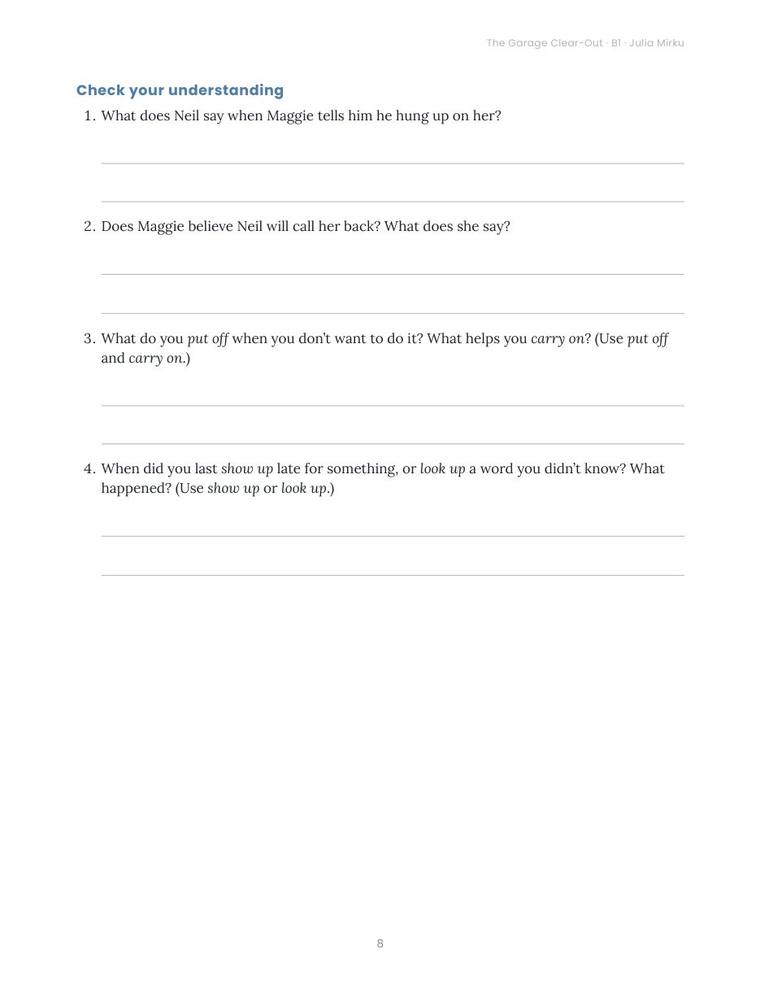 The Garage Clear-Out · B1 · Julia Mirku
Check your understanding
1. What does Neil say when Maggie tells him he hung up on her?
2. Does Maggie believe Neil will call her back? What does she say?
3. What do you put off when you don’t want to do it? What helps you carry on? (Use put off
and carry on.)
4. When did you last show up late for something, or look up a word you didn’t know? What
happened? (Use show up or look up.)
8